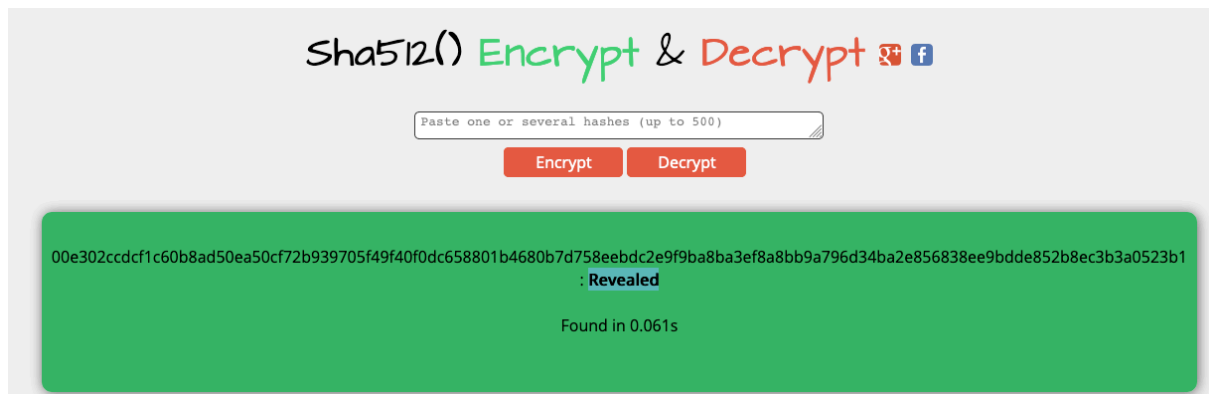 Sha512() Encrypt & Decrypt g+ f
Paste one or several hashes (up to 500)
Encrypt Decrypt
00e302ccdcf1c60b8ad50ea50cf72b939705f49f40f0dc658801b4680b7d758eebdc2e9f9ba8ba3ef8a8bb9a796d34ba2e856838ee9bdde852b8ec3b3a0523b1
: Revealed
Found in 0.061s